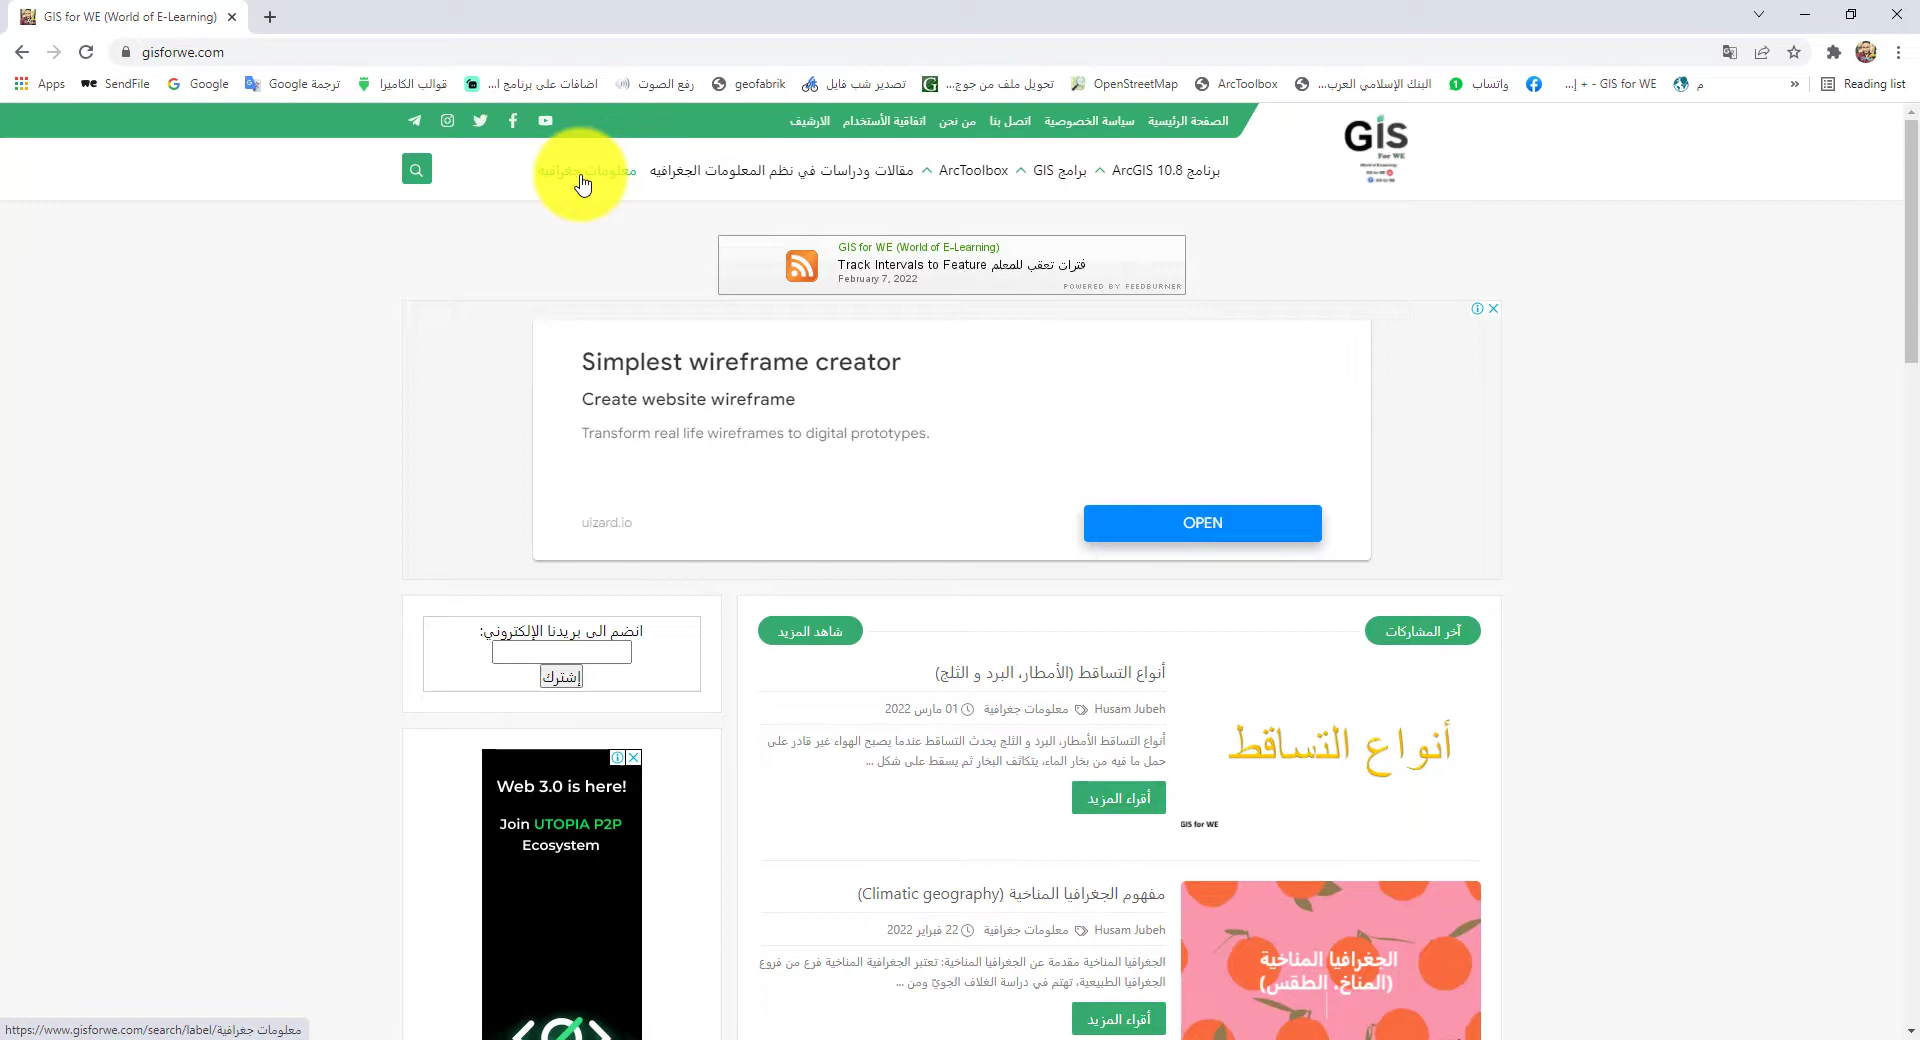 GIS for WE (World of E-Learning)
gisforwe.com
Apps
SendFile
Google
ترجمة Google
قوالب الكاميرا
اضافات على برنامج ا...
رفع الصوت
geofabrik
تصدير شب فايل
تحويل ملف من جوج...
OpenStreetMap
ArcToolbox
البنك الإسلامي العرب...
واتساب
GIS for WE - + إ...
م
»
Reading list
الصفحة الرئيسية
سياسة الخصوصية
اتصل بنا
من نحن
اتفاقية الأستخدام
الارشيف
GIS
For WE
برنامج ArcGIS 10.8
برامج GIS
ArcToolbox
مقالات ودراسات في نظم المعلومات الجغرافيه
معلومات جغرافيه
GIS for WE (World of E-Learning)
Track Intervals to Feature فترات تعقب للمعلم
February 7, 2022
POWERED BY FEEDBURNER
Simplest wireframe creator
Create website wireframe
Transform real life wireframes to digital prototypes.
uizard.io
OPEN
آخر المشاركات
شاهد المزيد
أنواع التساقط (الأمطار، البرد و الثلج)
Husam Jubeh
معلومات جغرافية
01 مارس 2022
أنواع التساقط الأمطار، البرد و الثلج يحدث التساقط عندما يصبح الهواء غير قادر على
حمل ما فيه من بخار الماء، يتكاثف البخار ثم يسقط على شكل ...
أقراء المزيد
أنواع التساقط
GIS for WE
مفهوم الجغرافيا المناخية (Climatic geography)
Husam Jubeh
معلومات جغرافية
22 فبراير 2022
الجغرافيا المناخية مقدمة عن الجغرافيا المناخية: تعتبر الجغرافية المناخية فرع من فروع
الجغرافيا الطبيعية، تهتم في دراسة الغلاف الجويّ ومن ...
أقراء المزيد
الجغرافيا المناخية
(المناخ. الطقس)
انضم الى بريدنا الإلكتروني:
إشترك
Web 3.0 is here!
Join UTOPIA P2P
Ecosystem
https://www.gisforwe.com/search/label/معلومات جغرافية